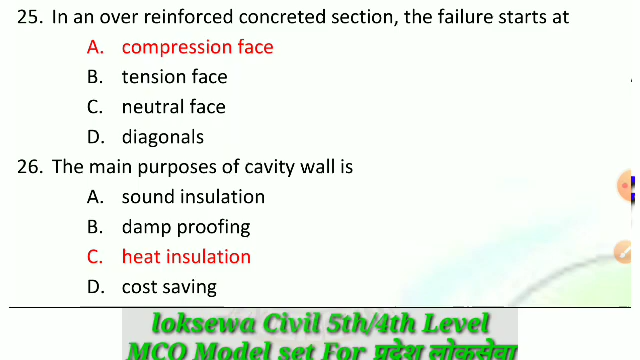 25. In an over reinforced concreted section, the failure starts at
A. compression face
B. tension face
C. neutral face
D. diagonals
26. The main purposes of cavity wall is
A. sound insulation
B. damp proofing
C. heat insulation
D. cost saving
loksewa Civil 5th/4th Level
MCQ Model set For प्रदेश लोकसेवा